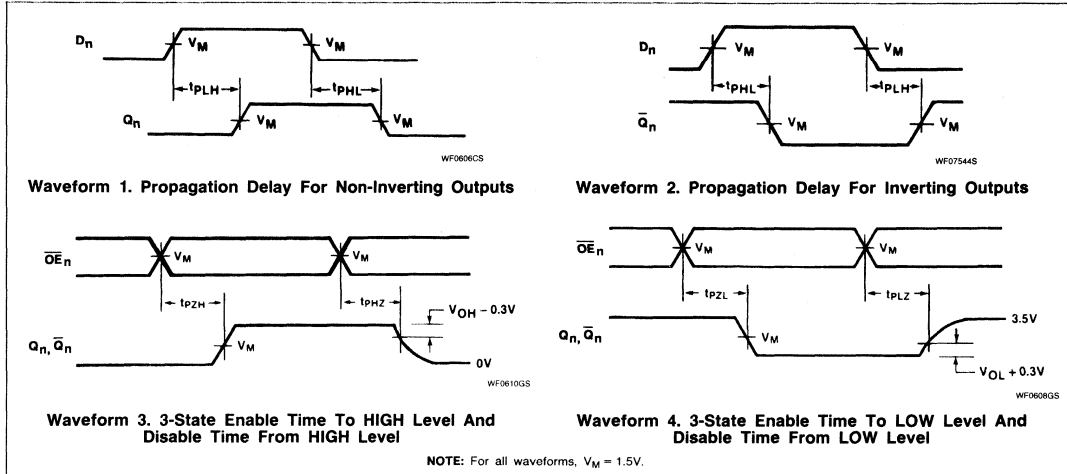 Dn
VM
VM
tPLH
tPHL
Qn
VM
VM
WF0606CS
Waveform 1. Propagation Delay For Non-Inverting Outputs
Dn
VM
VM
tPHL
tPLH
Q̅n
VM
VM
WF07544S
Waveform 2. Propagation Delay For Inverting Outputs
O̅E̅n
VM
VM
tPZH
tPHZ
VOH – 0.3V
Qn, Q̅n
VM
0V
WF0610GS
Waveform 3. 3-State Enable Time To HIGH Level And
Disable Time From HIGH Level
O̅E̅n
VM
VM
tPZL
tPLZ
3.5V
Qn, Q̅n
VM
VOL + 0.3V
WF0608GS
Waveform 4. 3-State Enable Time To LOW Level And
Disable Time From LOW Level
NOTE: For all waveforms, VM = 1.5V.